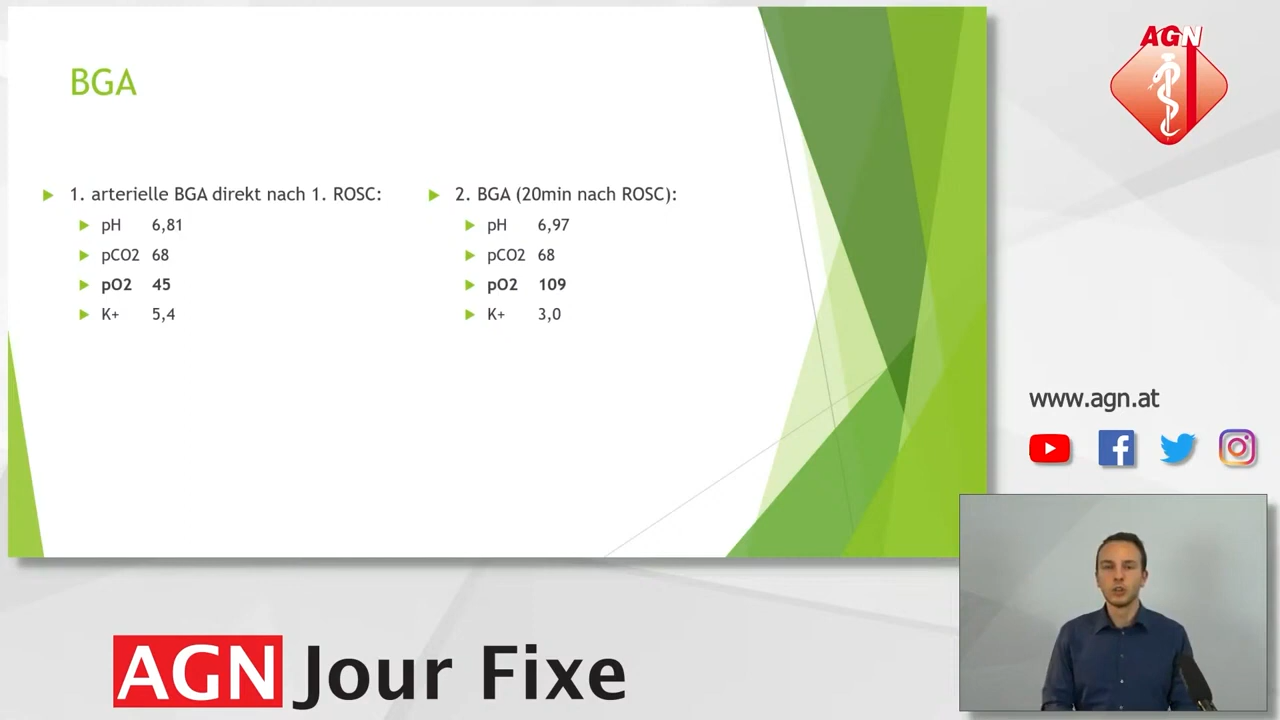 BGA
1. arterielle BGA direkt nach 1. ROSC:
pH 6,81
pCO2 68
pO2 45
K+ 5,4
2. BGA (20min nach ROSC):
pH 6,97
pCO2 68
pO2 109
K+ 3,0
AGN
www.agn.at
AGN Jour Fixe